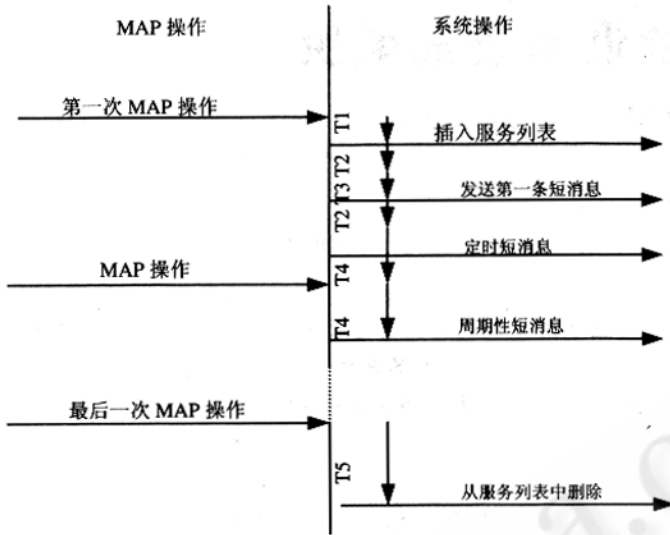 MAP 操作
系统操作
第一次 MAP 操作
T1
插入服务列表
T2
T3
发送第一条短消息
T2
定时短消息
MAP 操作
T4
T4
周期性短消息
最后一次 MAP 操作
T5
从服务列表中删除